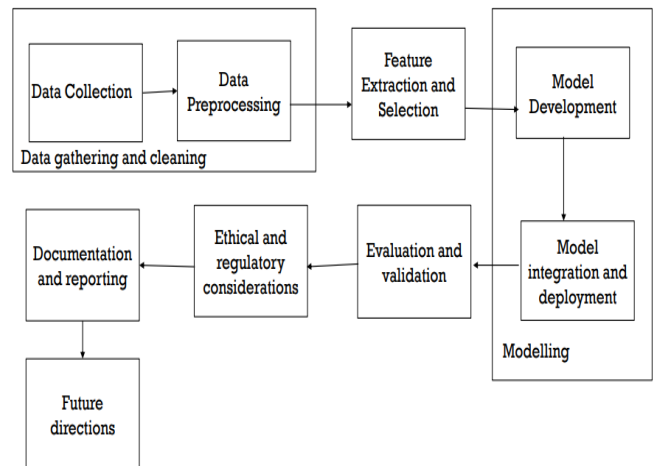 Data Collection
Data
Preprocessing
Data gathering and cleaning
Feature
Extraction and
Selection
Model
Development
Model
integration and
deployment
Modelling
Evaluation and
validation
Ethical and
regulatory
considerations
Documentation
and reporting
Future
directions